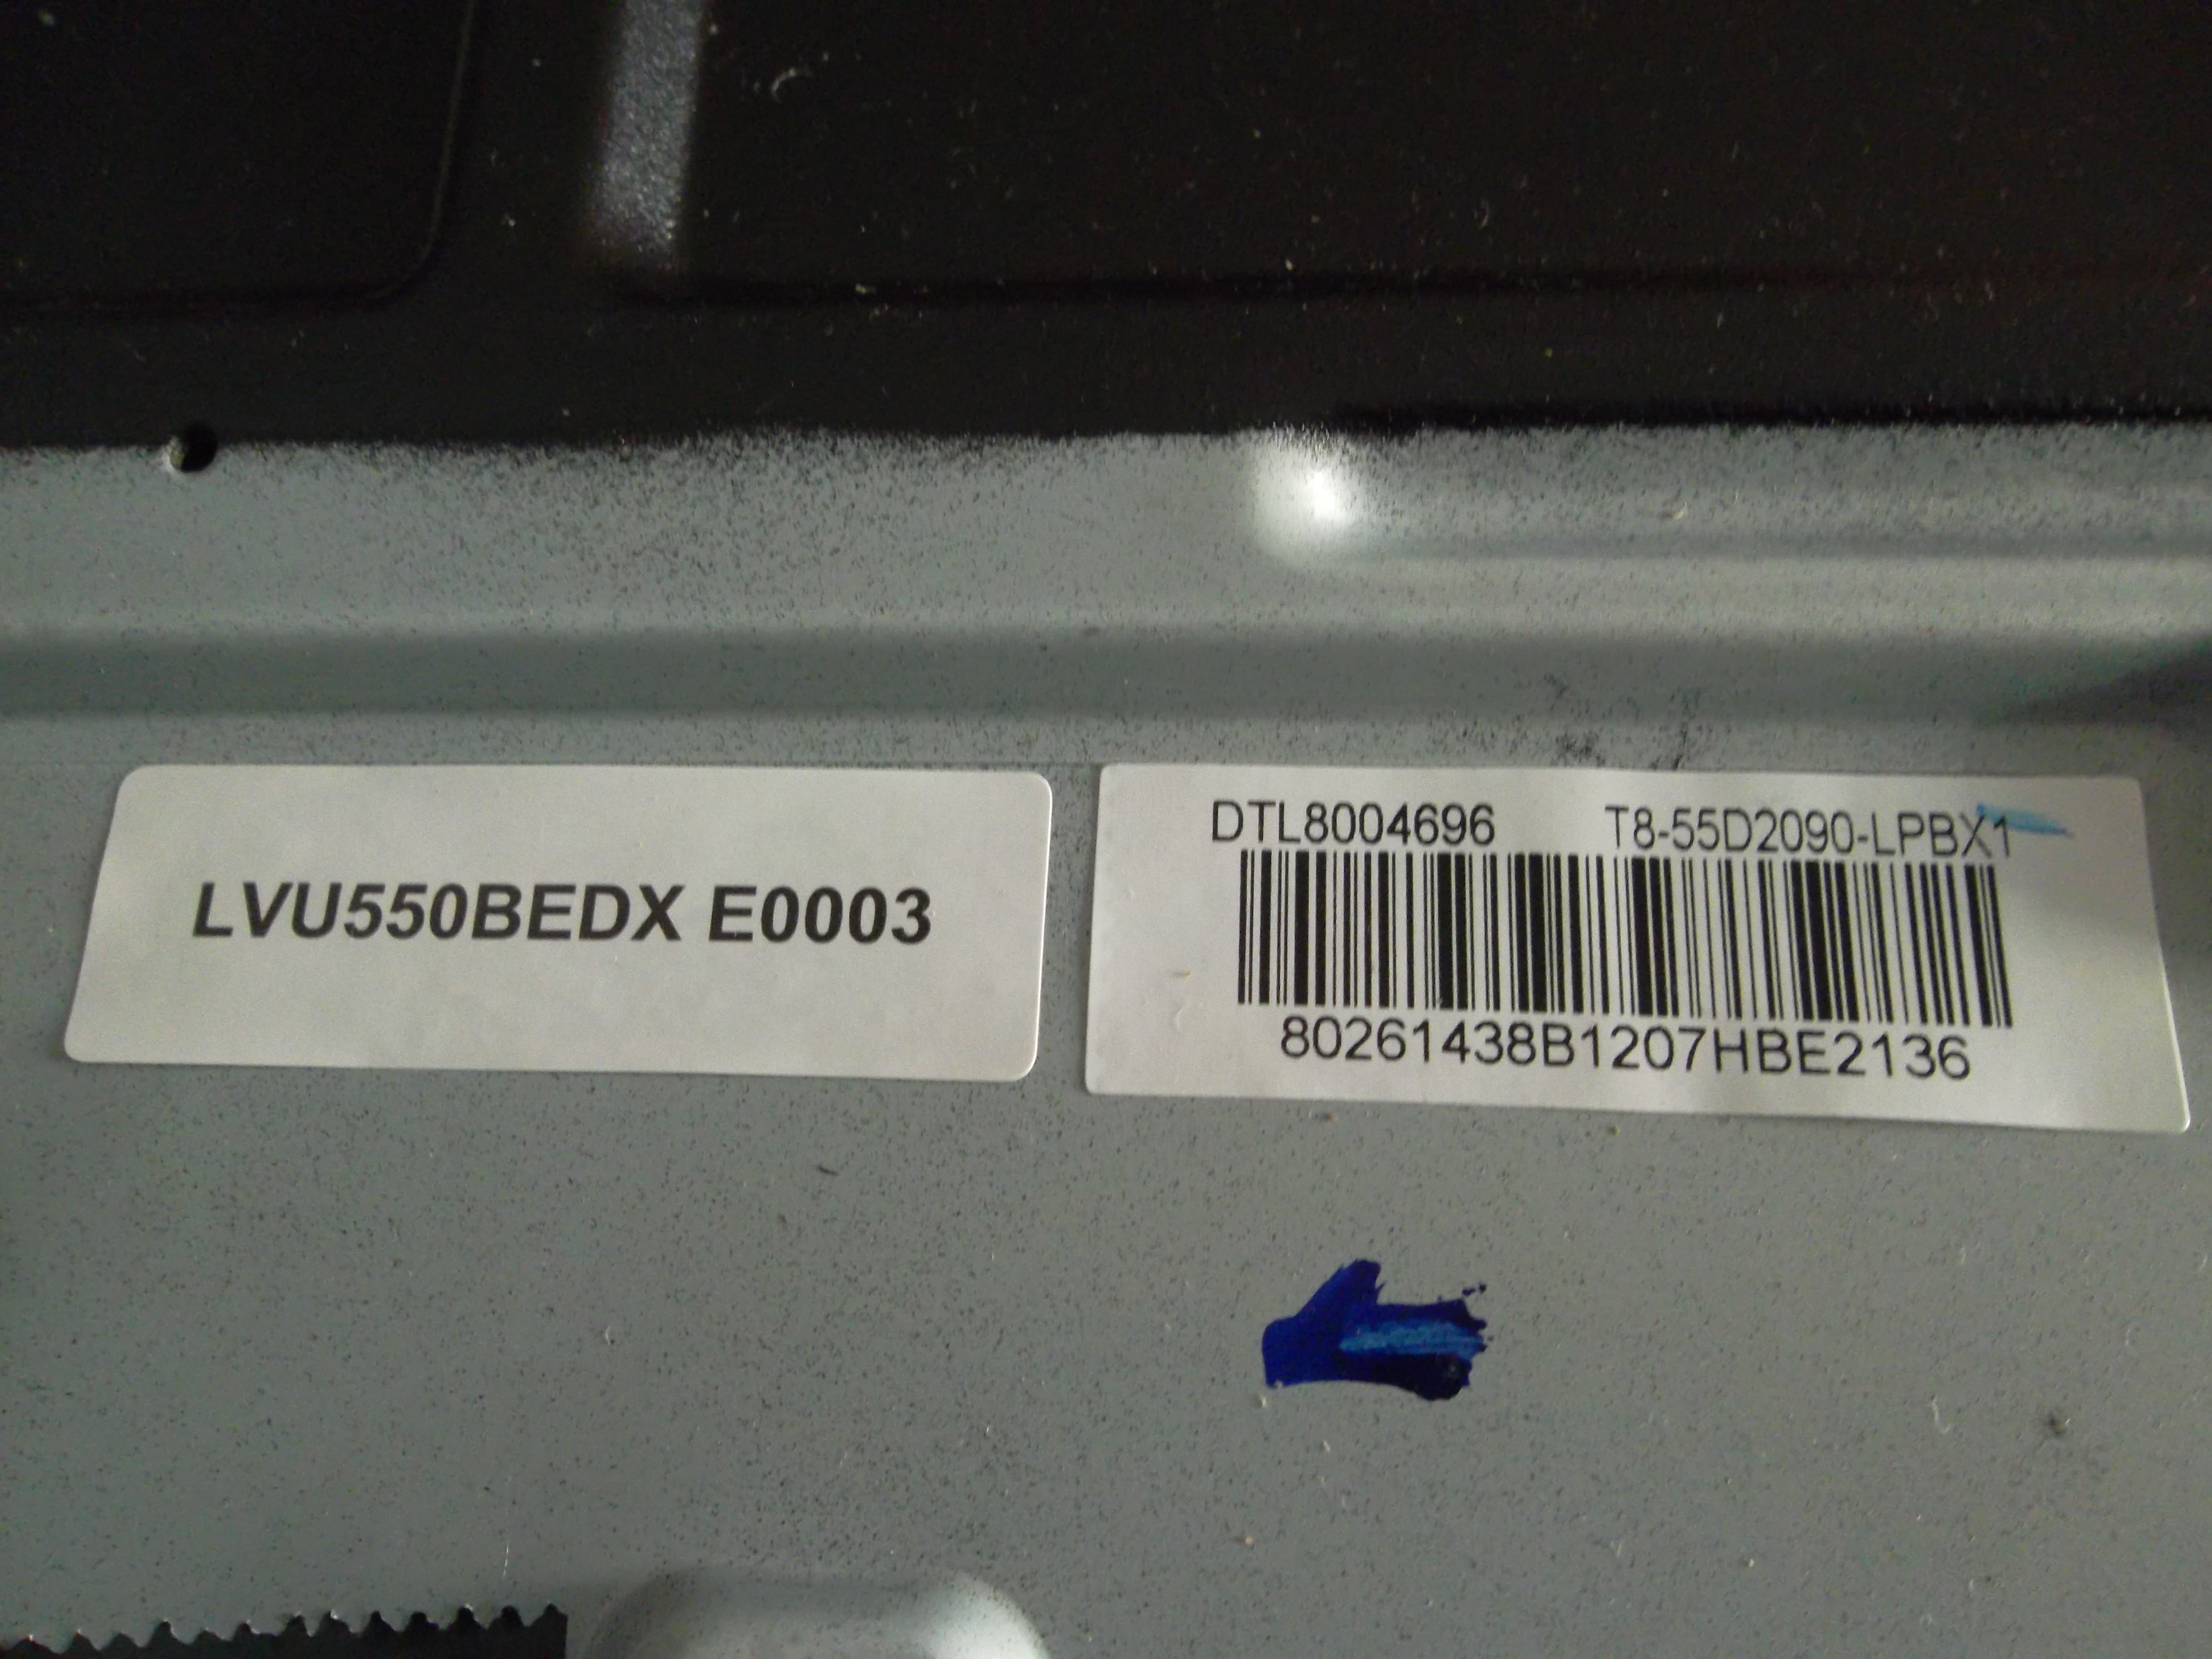 LVU550BEDX E0003
DTL8004696 T8-55D2090-LPBX1
80261438B1207HBE2136